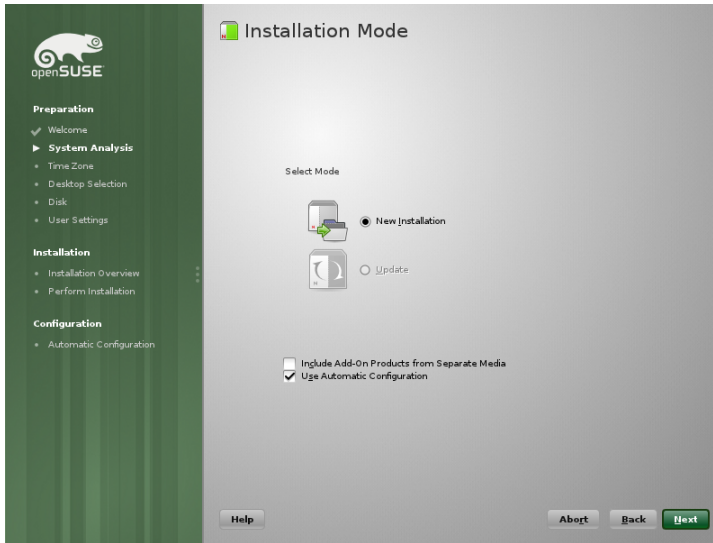 openSUSE
Installation Mode
Preparation
Welcome
System Analysis
Time Zone
Desktop Selection
Disk
User Settings
Installation
Installation Overview
Perform Installation
Configuration
Automatic Configuration
Select Mode
New Installation
Update
Include Add-On Products from Separate Media
Use Automatic Configuration
Help
Abort
Back
Next